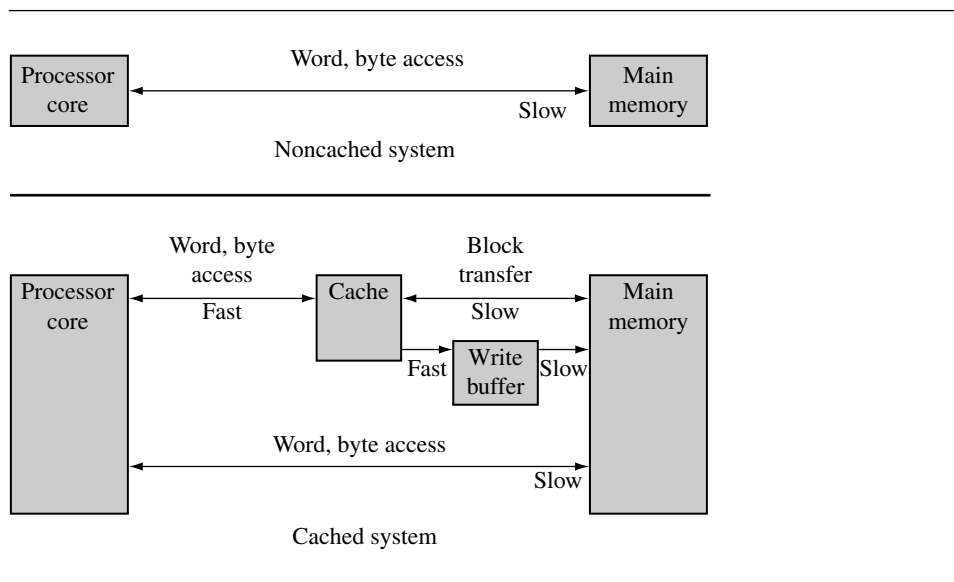 Word, byte access
Processor
core
Main
memory
Slow
Noncached system
Word, byte
access
Block
transfer
Processor
core
Fast
Cache
Slow
Main
memory
Fast
Write
buffer
Slow
Word, byte access
Slow
Cached system